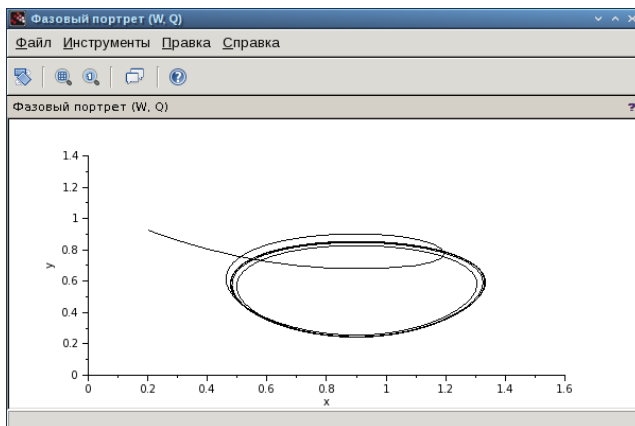 Фазовый портрет (W, Q)
Файл Инструменты Правка Справка
Фазовый портрет (W, Q)
?
1.4
1.2
1
0.8
0.6
0.4
0.2
0
y
0 0.2 0.4 0.6 0.8 1 1.2 1.4 1.6
x